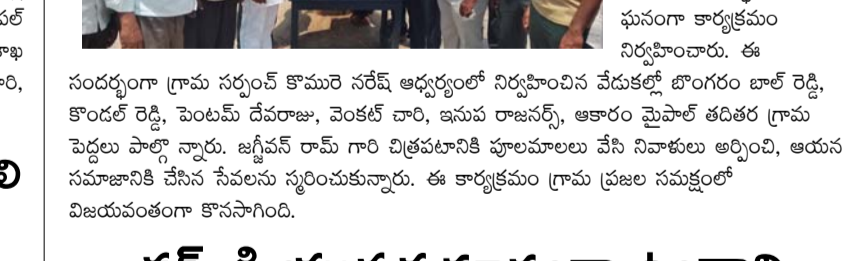 పల్
ాఖ
ారి,
ఘనంగా కార్యక్రమం
నిర్వహించారు. ఈ
సందర్భంగా గ్రామ సర్పంచ్ కొమురె నరేష్ ఆధ్వర్యంలో నిర్వహించిన వేడుకల్లో బొంగరం బాల్ రెడ్డి,
కొండల్ రెడ్డి, పెంటమ్ దేవరాజు, వెంకట్ చారి, ఇనుప రాజనర్స్, ఆకారం మైపాల్ తదితర గ్రామ
పెద్దలు పాల్గొ న్నారు. జగ్జీవన్ రామ్ గారి చిత్రపటానికి పూలమాలలు వేసి నివాళులు అర్పించి, ఆయన
సమాజానికి చేసిన సేవలను స్మరించుకున్నారు. ఈ కార్యక్రమం గ్రామ ప్రజల సమక్షంలో
విజయవంతంగా కొనసాగింది.